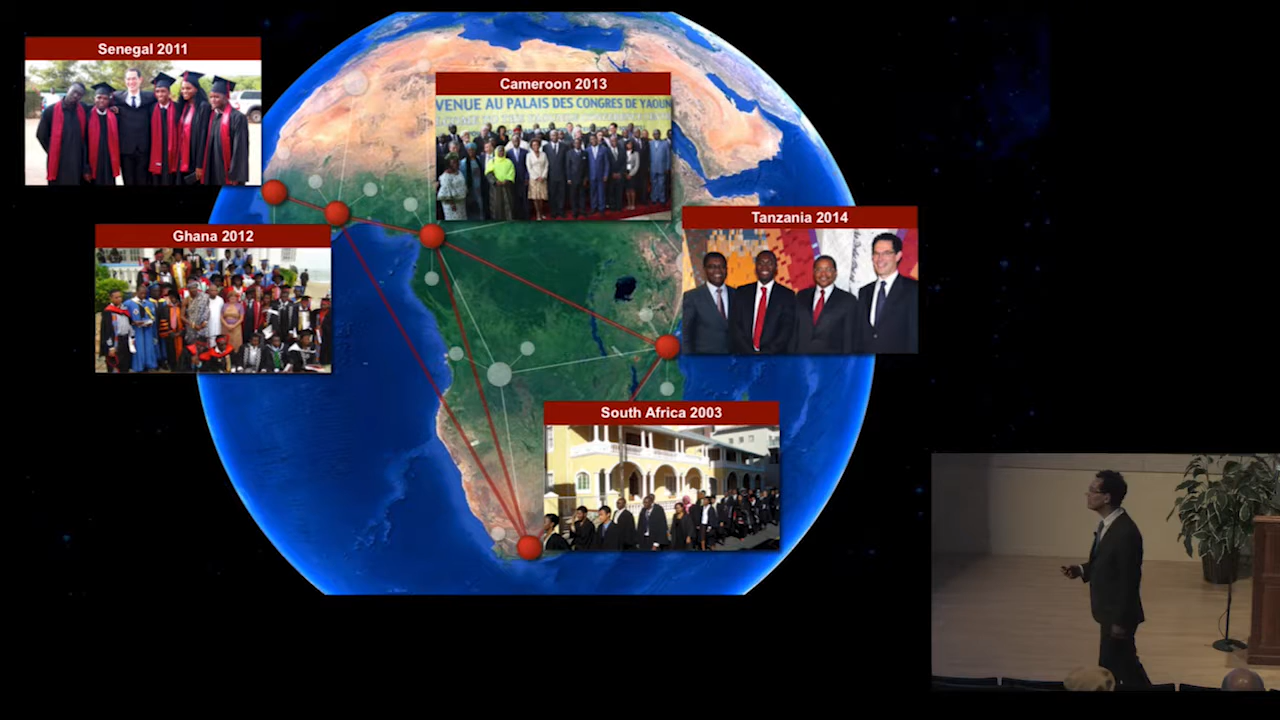 Senegal 2011
Cameroon 2013
VENUE AU PALAIS DES CONGRES DE YAOUN
Tanzania 2014
Ghana 2012
South Africa 2003